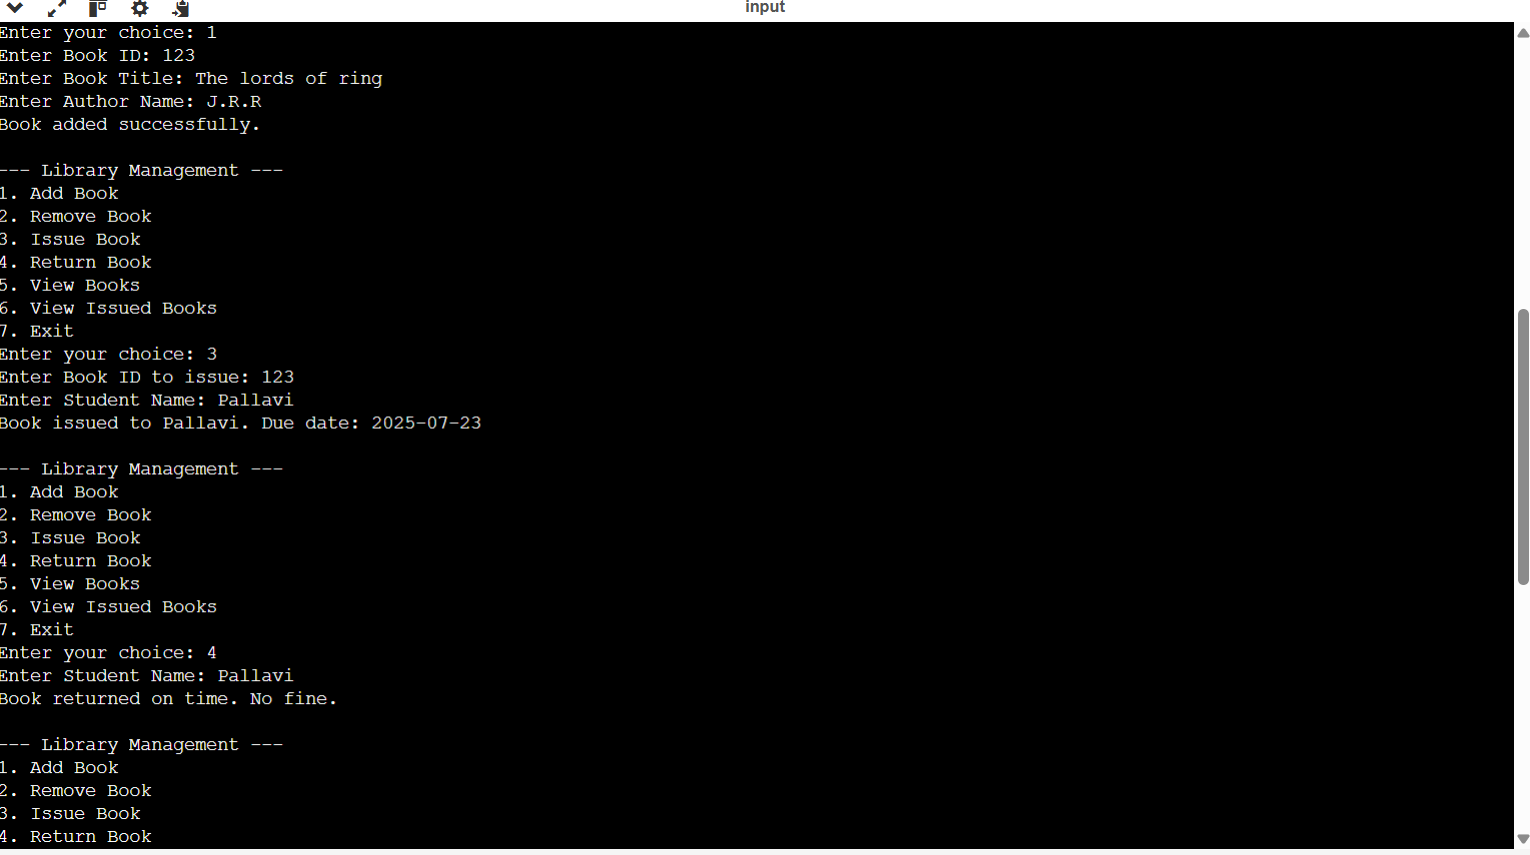 input
Enter your choice: 1
Enter Book ID: 123
Enter Book Title: The lords of ring
Enter Author Name: J.R.R
Book added successfully.
--- Library Management ---
1. Add Book
2. Remove Book
3. Issue Book
4. Return Book
5. View Books
6. View Issued Books
7. Exit
Enter your choice: 3
Enter Book ID to issue: 123
Enter Student Name: Pallavi
Book issued to Pallavi. Due date: 2025-07-23
--- Library Management ---
1. Add Book
2. Remove Book
3. Issue Book
4. Return Book
5. View Books
6. View Issued Books
7. Exit
Enter your choice: 4
Enter Student Name: Pallavi
Book returned on time. No fine.
--- Library Management ---
1. Add Book
2. Remove Book
3. Issue Book
4. Return Book